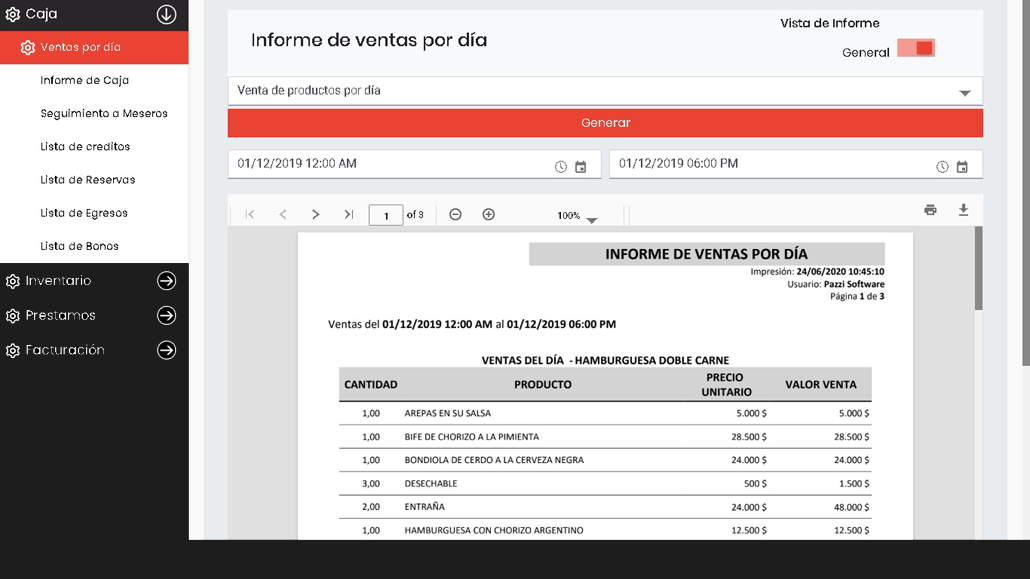 Caja
Ventas por día
Informe de Caja
Seguimiento a Meseros
Lista de creditos
Lista de Reservas
Lista de Egresos
Lista de Bonos
Inventario
Prestamos
Facturación
Informe de ventas por día
Vista de Informe
General
Venta de productos por día
Generar
01/12/2019 12:00 AM
01/12/2019 06:00 PM
1 of 3
100%
INFORME DE VENTAS POR DÍA
Impresión: 24/06/2020 10:45:10
Usuario: Pazzi Software
Página 1 de 3
Ventas del 01/12/2019 12:00 AM al 01/12/2019 06:00 PM
VENTAS DEL DÍA - HAMBURGUESA DOBLE CARNE
CANTIDAD PRODUCTO PRECIO UNITARIO VALOR VENTA
1,00 AREPAS EN SU SALSA 5.000 $ 5.000 $
1,00 BIFE DE CHORIZO A LA PIMIENTA 28.500 $ 28.500 $
1,00 BONDIOLA DE CERDO A LA CERVEZA NEGRA 24.000 $ 24.000 $
3,00 DESECHABLE 500 $ 1.500 $
2,00 ENTRAÑA 24.000 $ 48.000 $
1,00 HAMBURGUESA CON CHORIZO ARGENTINO 12.500 $ 12.500 $